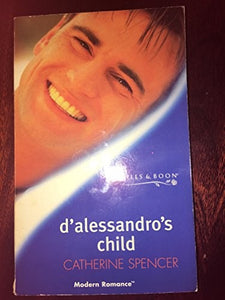 MILLS & BOON
d'alessandro's
child
CATHERINE SPENCER
Modern Romance™